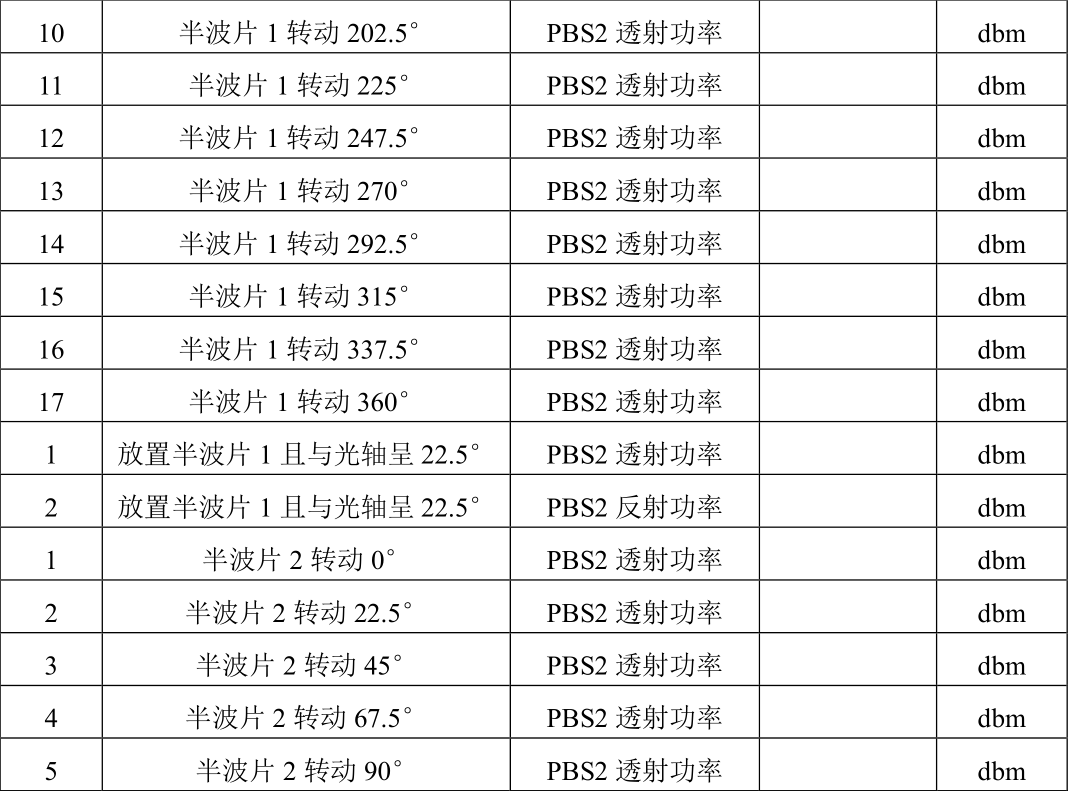 10 半波片 1 转动 202.5° PBS2 透射功率 dbm
11 半波片 1 转动 225° PBS2 透射功率 dbm
12 半波片 1 转动 247.5° PBS2 透射功率 dbm
13 半波片 1 转动 270° PBS2 透射功率 dbm
14 半波片 1 转动 292.5° PBS2 透射功率 dbm
15 半波片 1 转动 315° PBS2 透射功率 dbm
16 半波片 1 转动 337.5° PBS2 透射功率 dbm
17 半波片 1 转动 360° PBS2 透射功率 dbm
1 放置半波片 1 且与光轴呈 22.5° PBS2 透射功率 dbm
2 放置半波片 1 且与光轴呈 22.5° PBS2 反射功率 dbm
1 半波片 2 转动 0° PBS2 透射功率 dbm
2 半波片 2 转动 22.5° PBS2 透射功率 dbm
3 半波片 2 转动 45° PBS2 透射功率 dbm
4 半波片 2 转动 67.5° PBS2 透射功率 dbm
5 半波片 2 转动 90° PBS2 透射功率 dbm